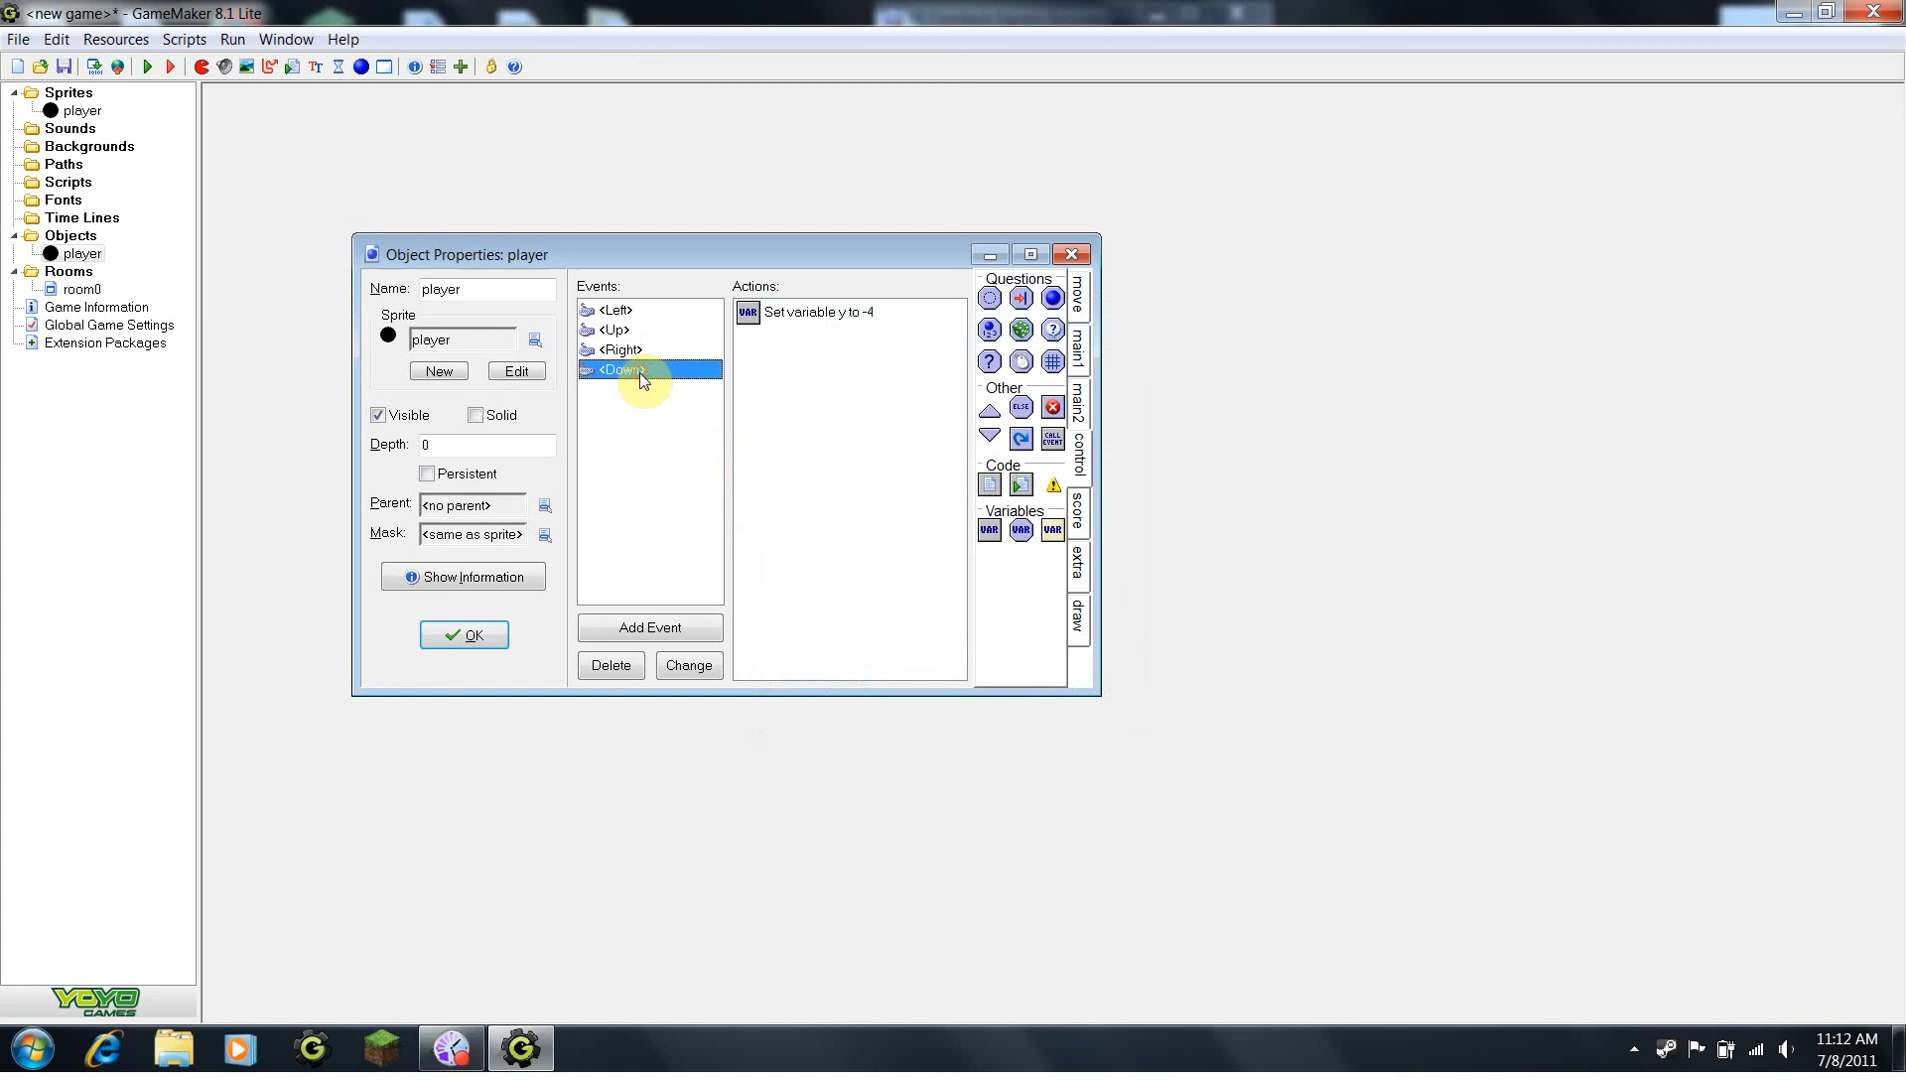 <new game>* - GameMaker 8.1 Lite
File Edit Resources Scripts Run Window Help
Sprites
player
Sounds
Backgrounds
Paths
Scripts
Fonts
Time Lines
Objects
player
Rooms
room0
Game Information
Global Game Settings
Extension Packages
Object Properties: player
Name: player
Sprite
player
New Edit
Visible Solid
Depth: 0
Persistent
Parent: <no parent>
Mask: <same as sprite>
Show Information
OK
Events:
<Left>
<Up>
<Right>
<Down>
Add Event
Delete Change
Actions:
VAR Set variable y to -4
Questions
Other
ELSE
CALL EVENT
Code
Variables
VAR VAR VAR
move
main1
main2
control
score
extra
draw
YOYO GAMES
11:12 AM
7/8/2011